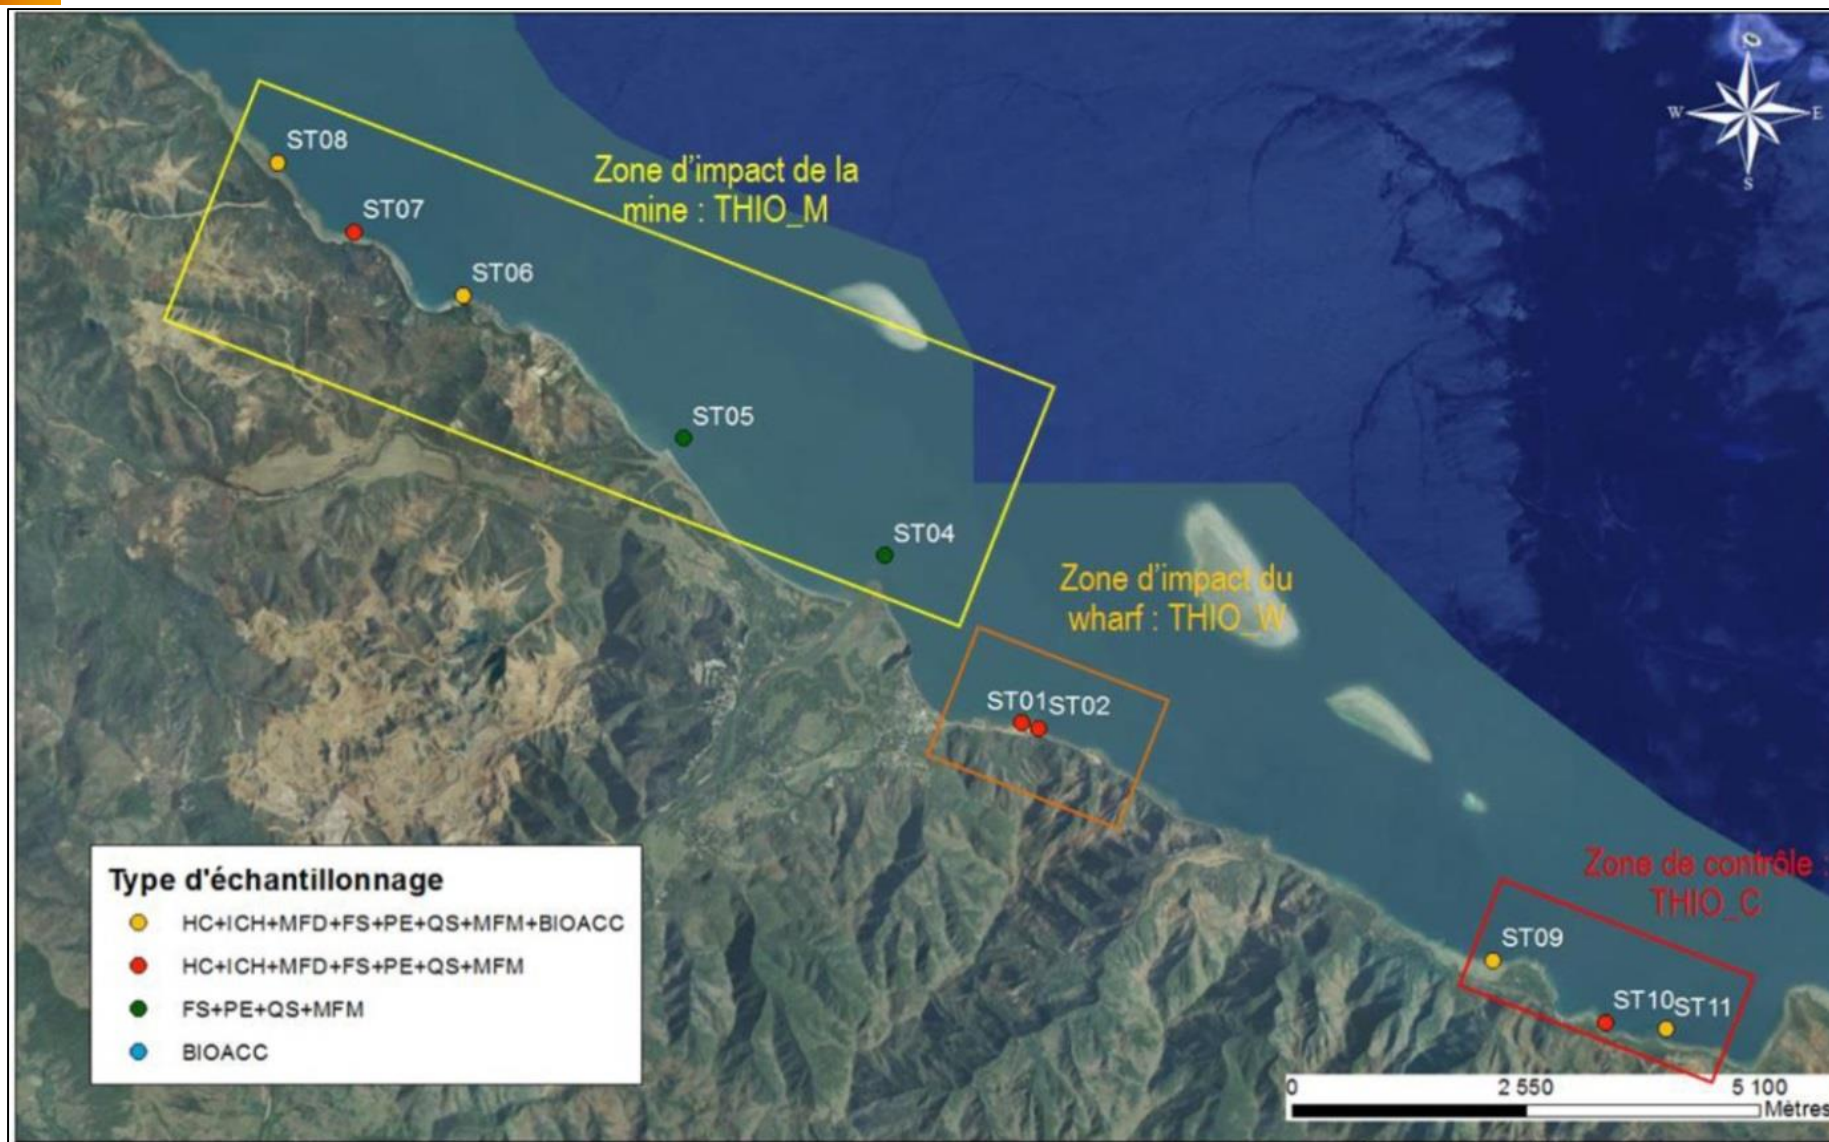 N
W
E
S
ST08
Zone d'impact de la
mine : THIO_M
ST07
ST06
ST05
ST04
Zone d'impact du
wharf : THIO_W
ST01
ST02
Zone de contrôle :
THIO_C
ST09
ST10
ST11
Type d'échantillonnage
HC+ICH+MFD+FS+PE+QS+MFM+BIOACC
HC+ICH+MFD+FS+PE+QS+MFM
FS+PE+QS+MFM
BIOACC
0 2 550 5 100
Mètres